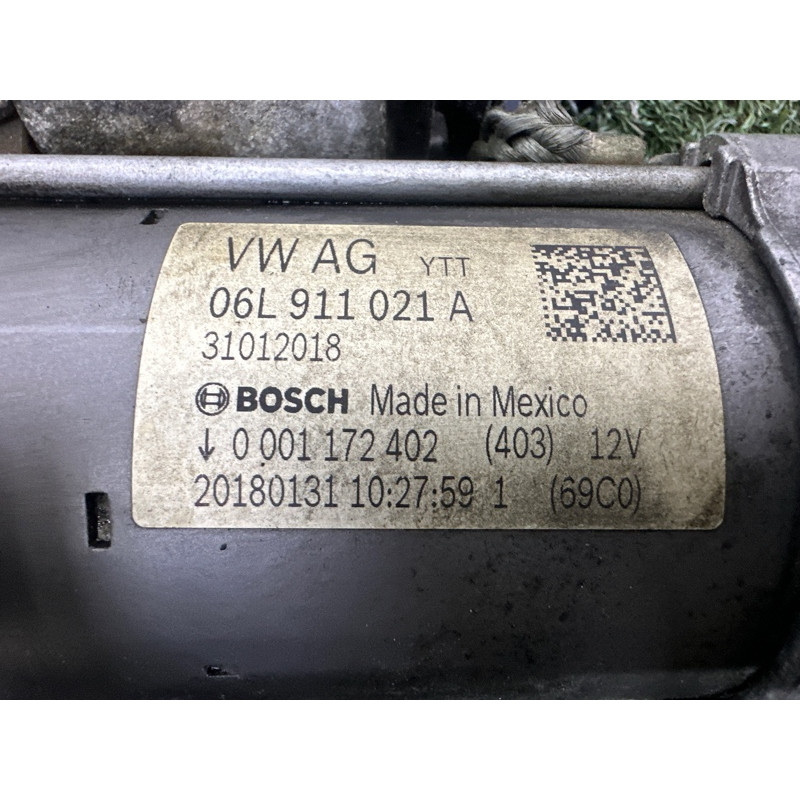 VW AG YTT
06L 911 021 A
31012018
BOSCH Made in Mexico
↓ 0 001 172 402 (403) 12V
20180131 10:27:59 1 (69C0)